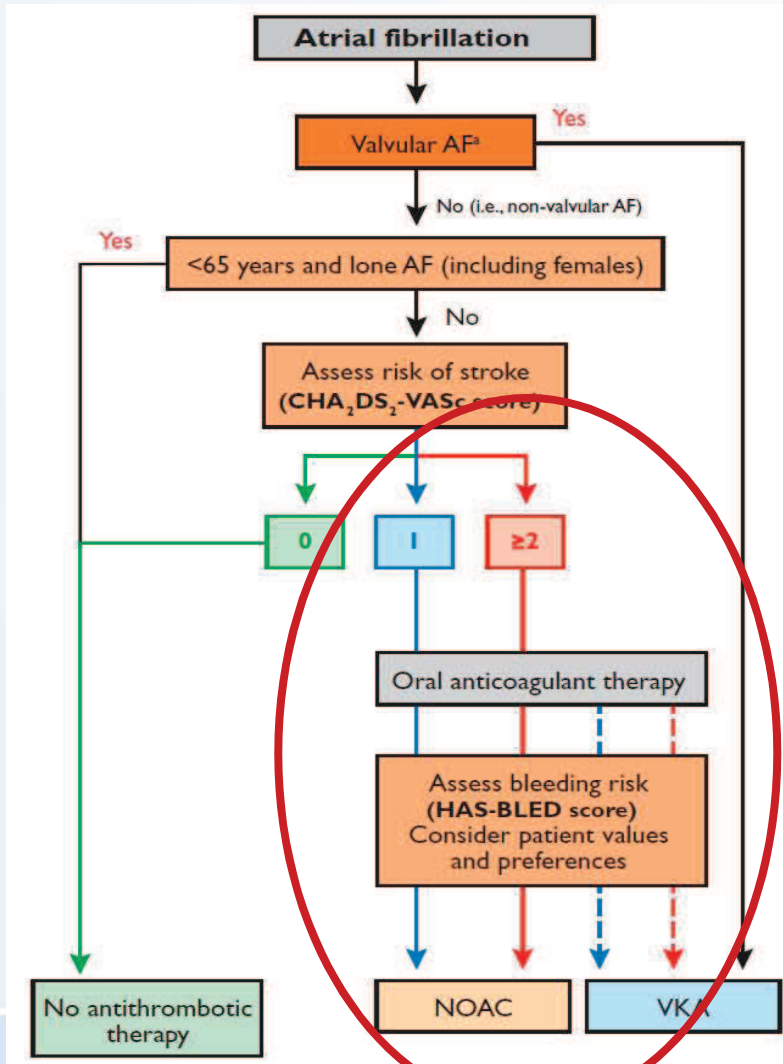 Atrial fibrillation
Yes
Valvular AFᵃ
No (i.e., non-valvular AF)
Yes
<65 years and lone AF (including females)
No
Assess risk of stroke
(CHA₂DS₂-VASc score)
0
1
≥2
Oral anticoagulant therapy
Assess bleeding risk
(HAS-BLED score)
Consider patient values
and preferences
No antithrombotic
therapy
NOAC
VKA